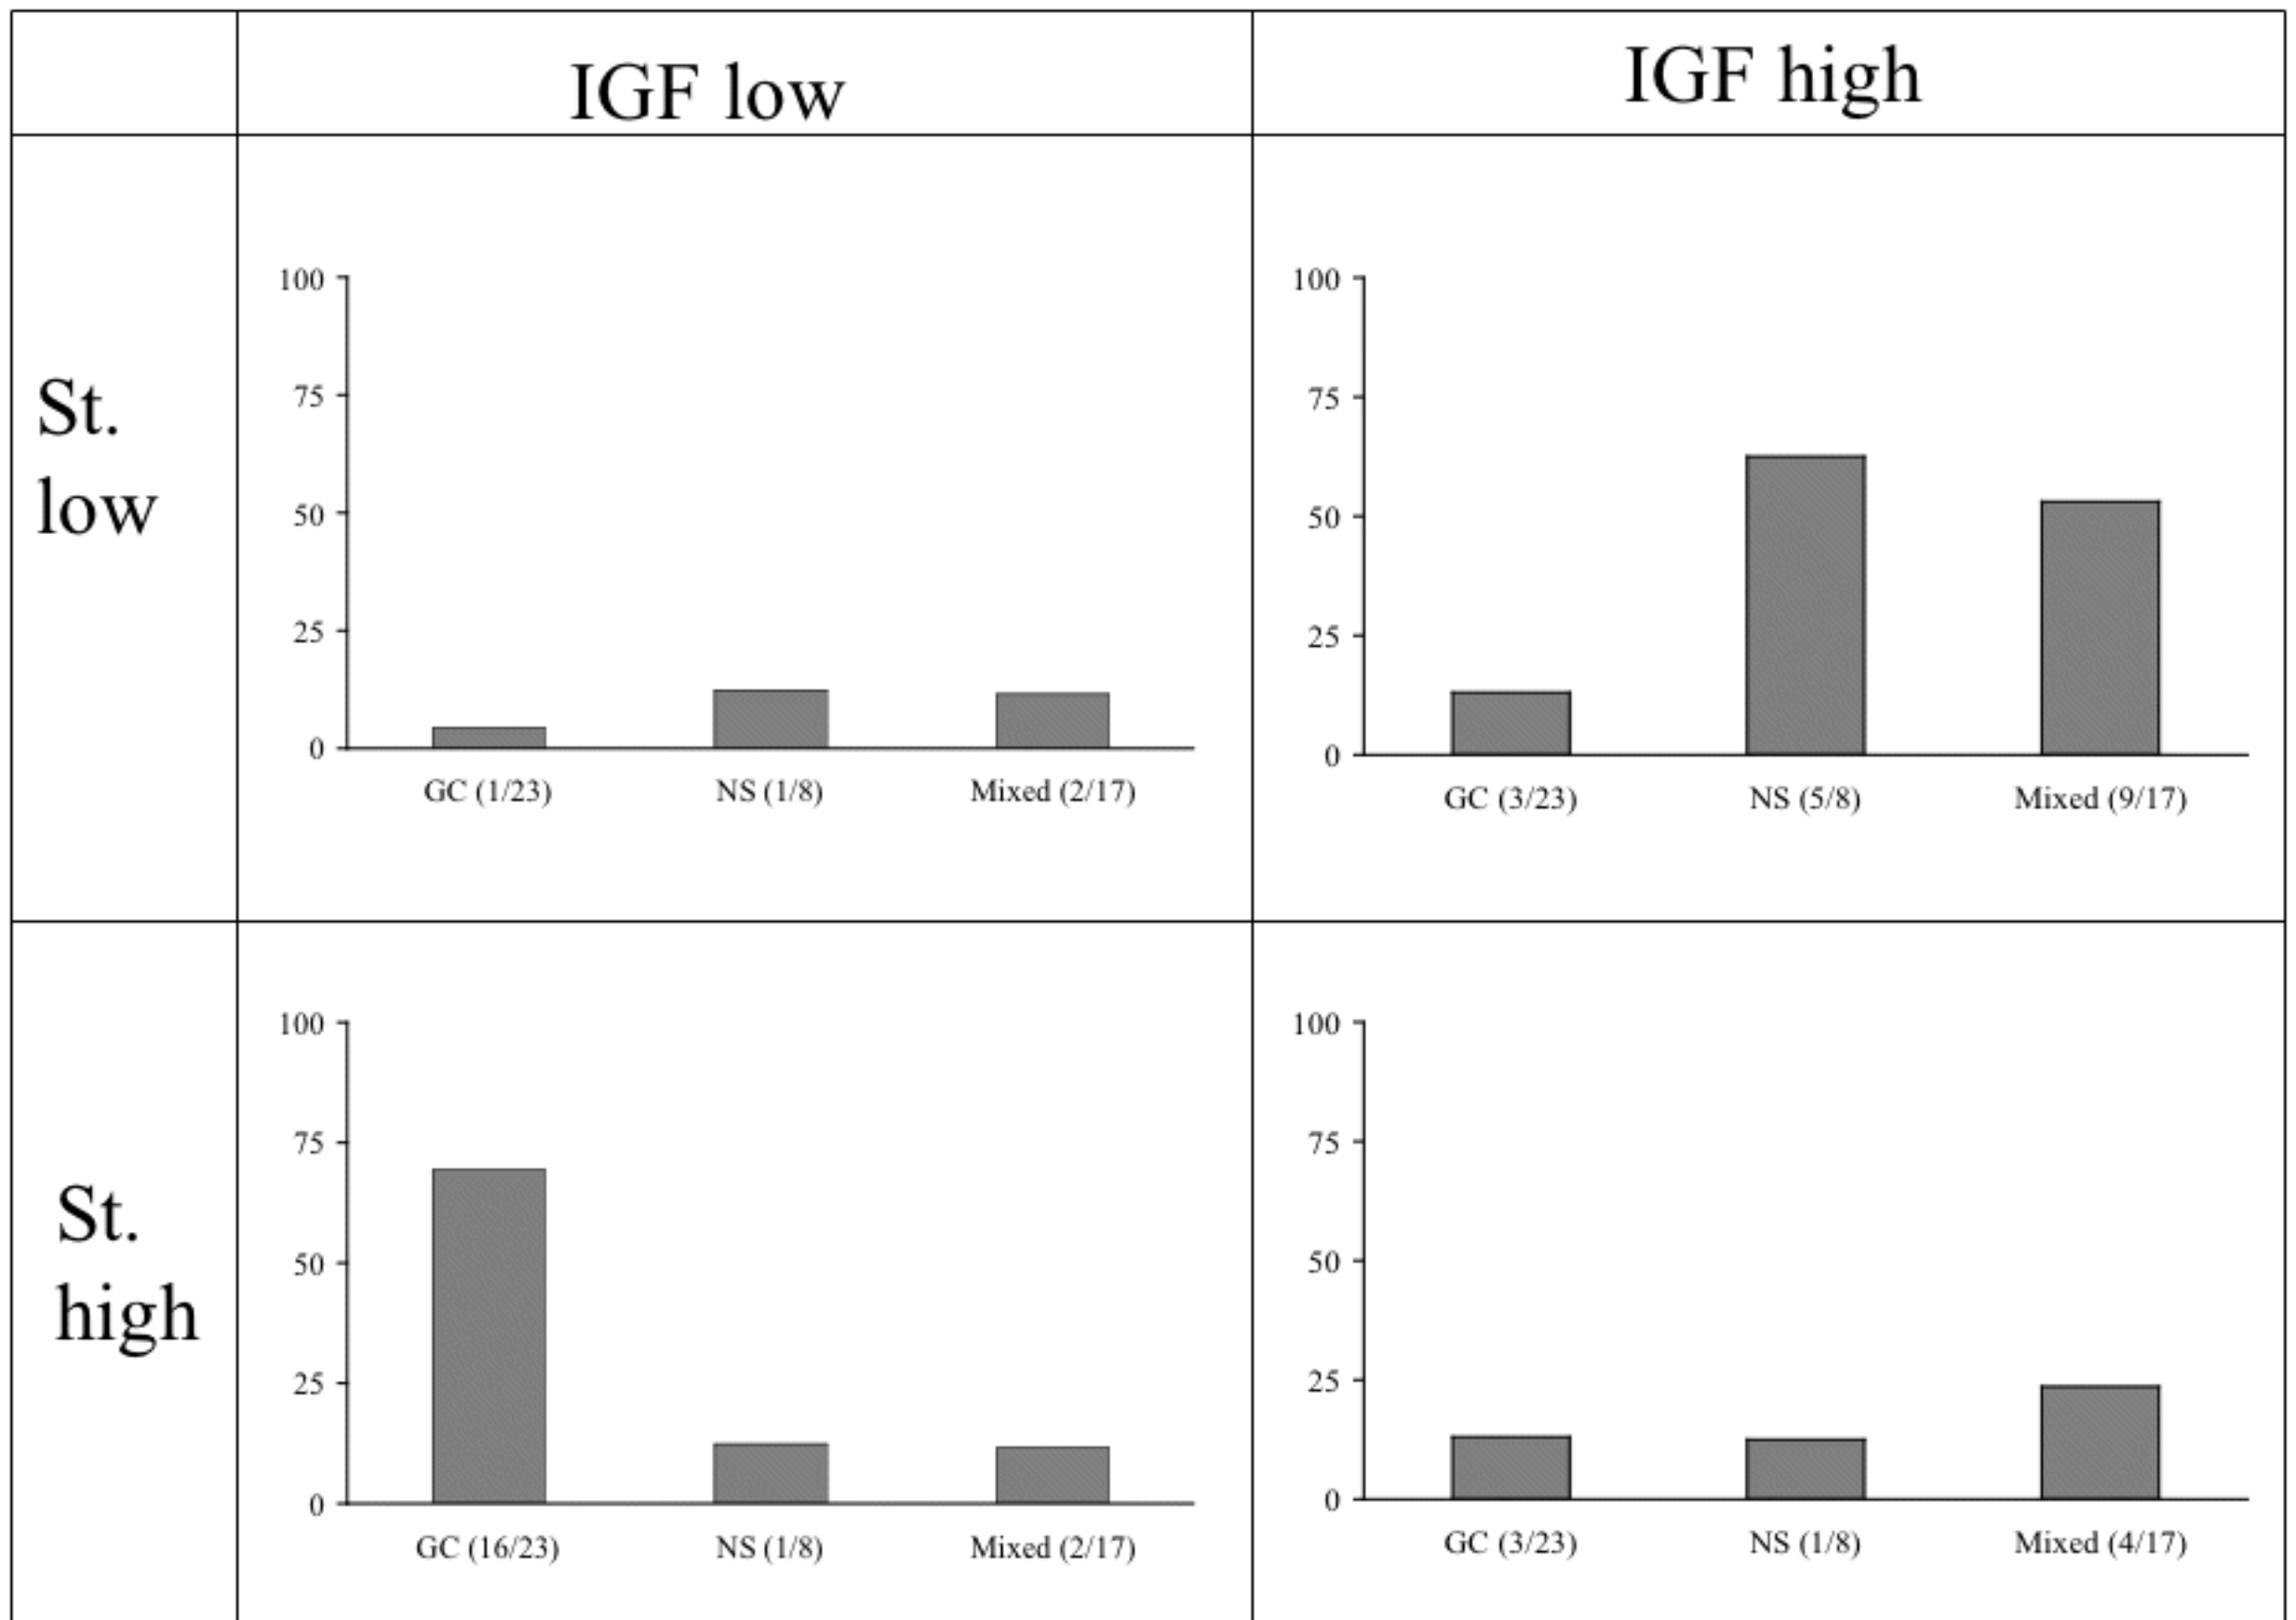 IGF low
IGF high
St.
low
100
75
50
25
0
GC (1/23) NS (1/8) Mixed (2/17)
100
75
50
25
0
GC (3/23) NS (5/8) Mixed (9/17)
St.
high
100
75
50
25
0
GC (16/23) NS (1/8) Mixed (2/17)
100
75
50
25
0
GC (3/23) NS (1/8) Mixed (4/17)